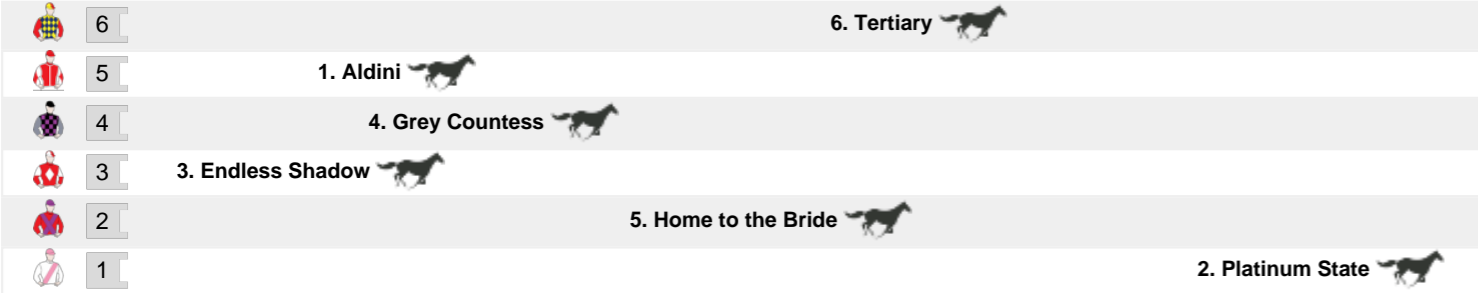 6 6. Tertiary
5 1. Aldini
4 4. Grey Countess
3 3. Endless Shadow
2 5. Home to the Bride
1 2. Platinum State